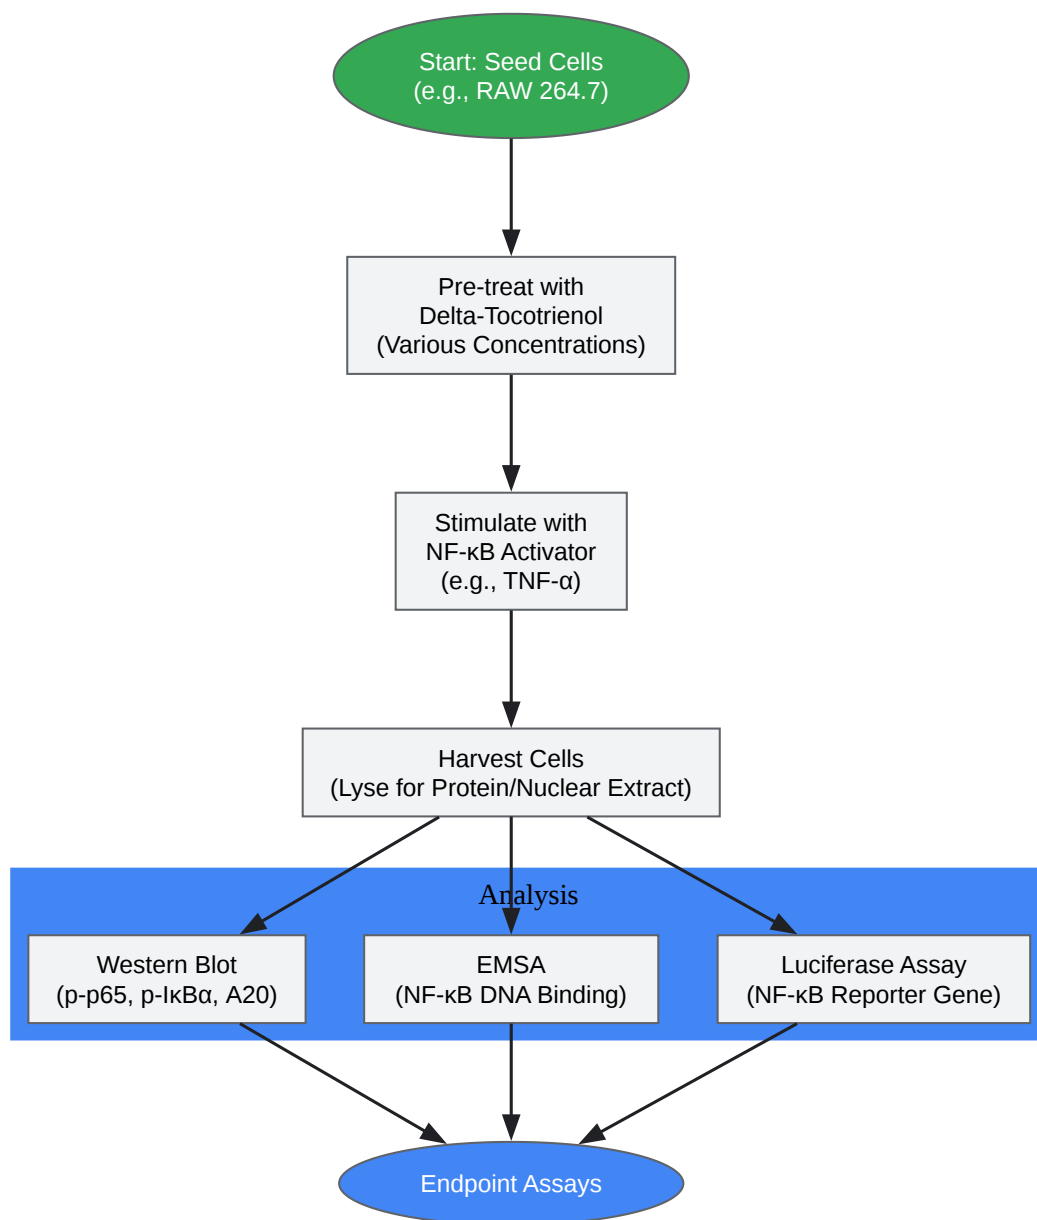 Start: Seed Cells
(e.g., RAW 264.7)
Pre-treat with
Delta-Tocotrienol
(Various Concentrations)
Stimulate with
NF-κB Activator
(e.g., TNF-α)
Harvest Cells
(Lyse for Protein/Nuclear Extract)
Analysis
Western Blot
(p-p65, p-IκBα, A20)
EMSA
(NF-κB DNA Binding)
Luciferase Assay
(NF-κB Reporter Gene)
Endpoint Assays